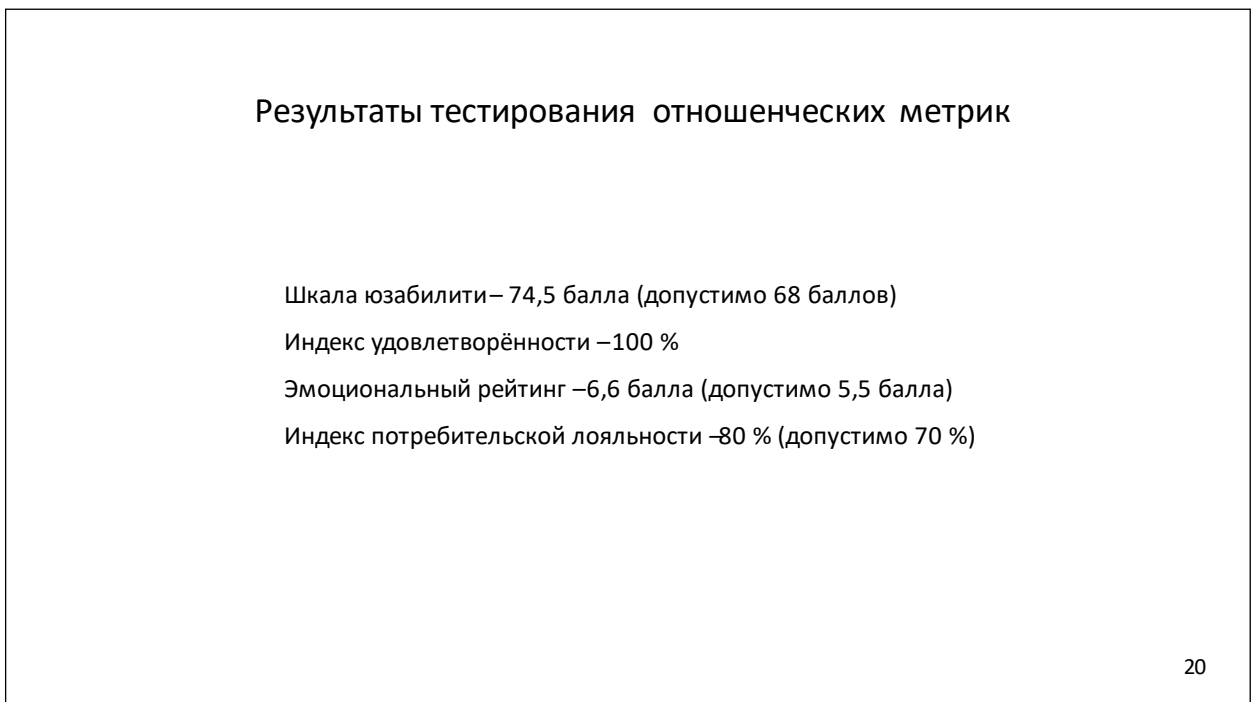 Результаты тестирования отношенческих метрик
Шкала юзабилити– 74,5 балла (допустимо 68 баллов)
Индекс удовлетворённости –100 %
Эмоциональный рейтинг –6,6 балла (допустимо 5,5 балла)
Индекс потребительской лояльности –80 % (допустимо 70 %)
20